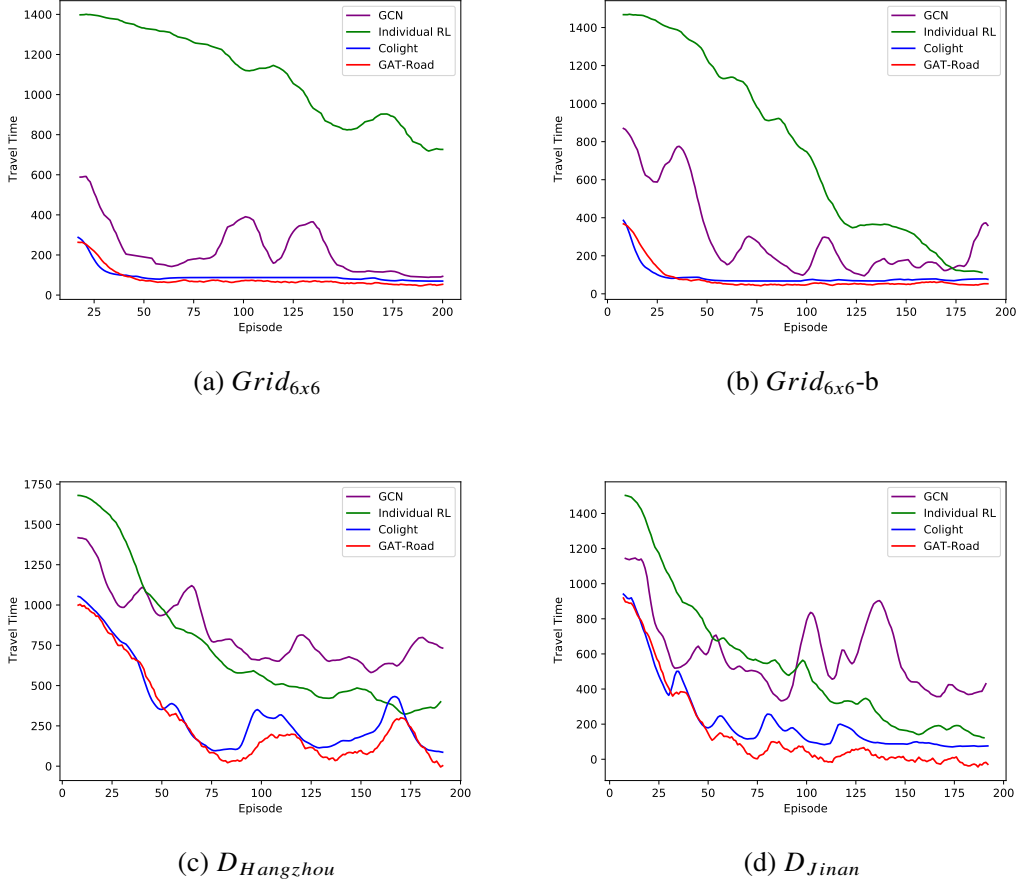 1400
1200
1000
800
600
400
200
0
Travel Time
25 50 75 100 125 150 175 200
Episode
GCN
Individual RL
Colight
GAT-Road
(a) Grid6x6
1400
1200
1000
800
600
400
200
0
Travel Time
0 25 50 75 100 125 150 175 200
Episode
GCN
Individual RL
Colight
GAT-Road
(b) Grid6x6-b
1750
1500
1250
1000
750
500
250
0
Travel Time
0 25 50 75 100 125 150 175 200
Episode
GCN
Individual RL
Colight
GAT-Road
(c) DHangzhou
1400
1200
1000
800
600
400
200
0
Travel Time
0 25 50 75 100 125 150 175 200
Episode
GCN
Individual RL
Colight
GAT-Road
(d) DJinan